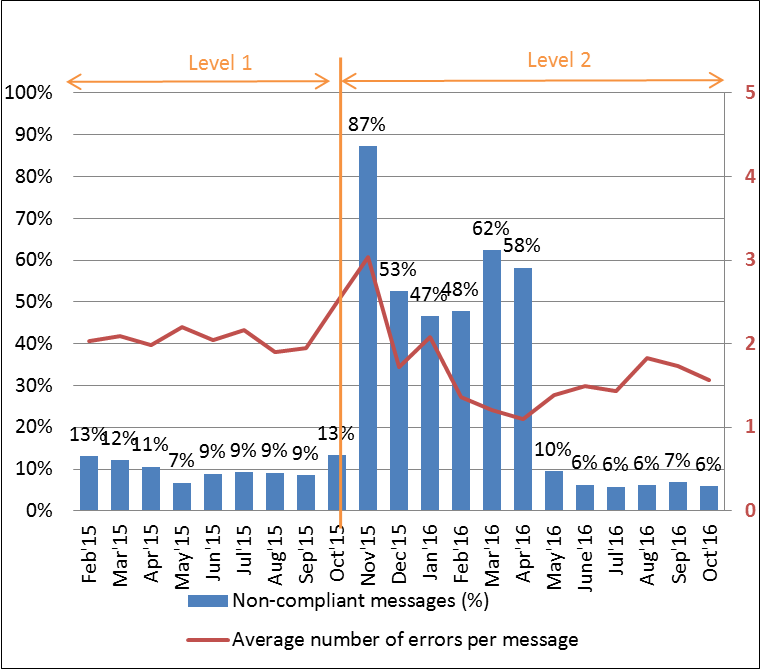 Level 1
Level 2
100%
90%
80%
70%
60%
50%
40%
30%
20%
10%
0%
5
4
3
2
1
0
13%
12%
11%
7%
9%
9%
9%
9%
13%
87%
53%
47%
48%
62%
58%
10%
6%
6%
6%
7%
6%
Feb'15
Mar'15
Apr'15
May'15
Jun'15
Jul'15
Aug'15
Sep'15
Oct'15
Nov'15
Dec'15
Jan'16
Feb'16
Mar'16
Apr'16
May'16
June'16
Jul'16
Aug'16
Sep'16
Oct'16
Non-compliant messages (%)
Average number of errors per message